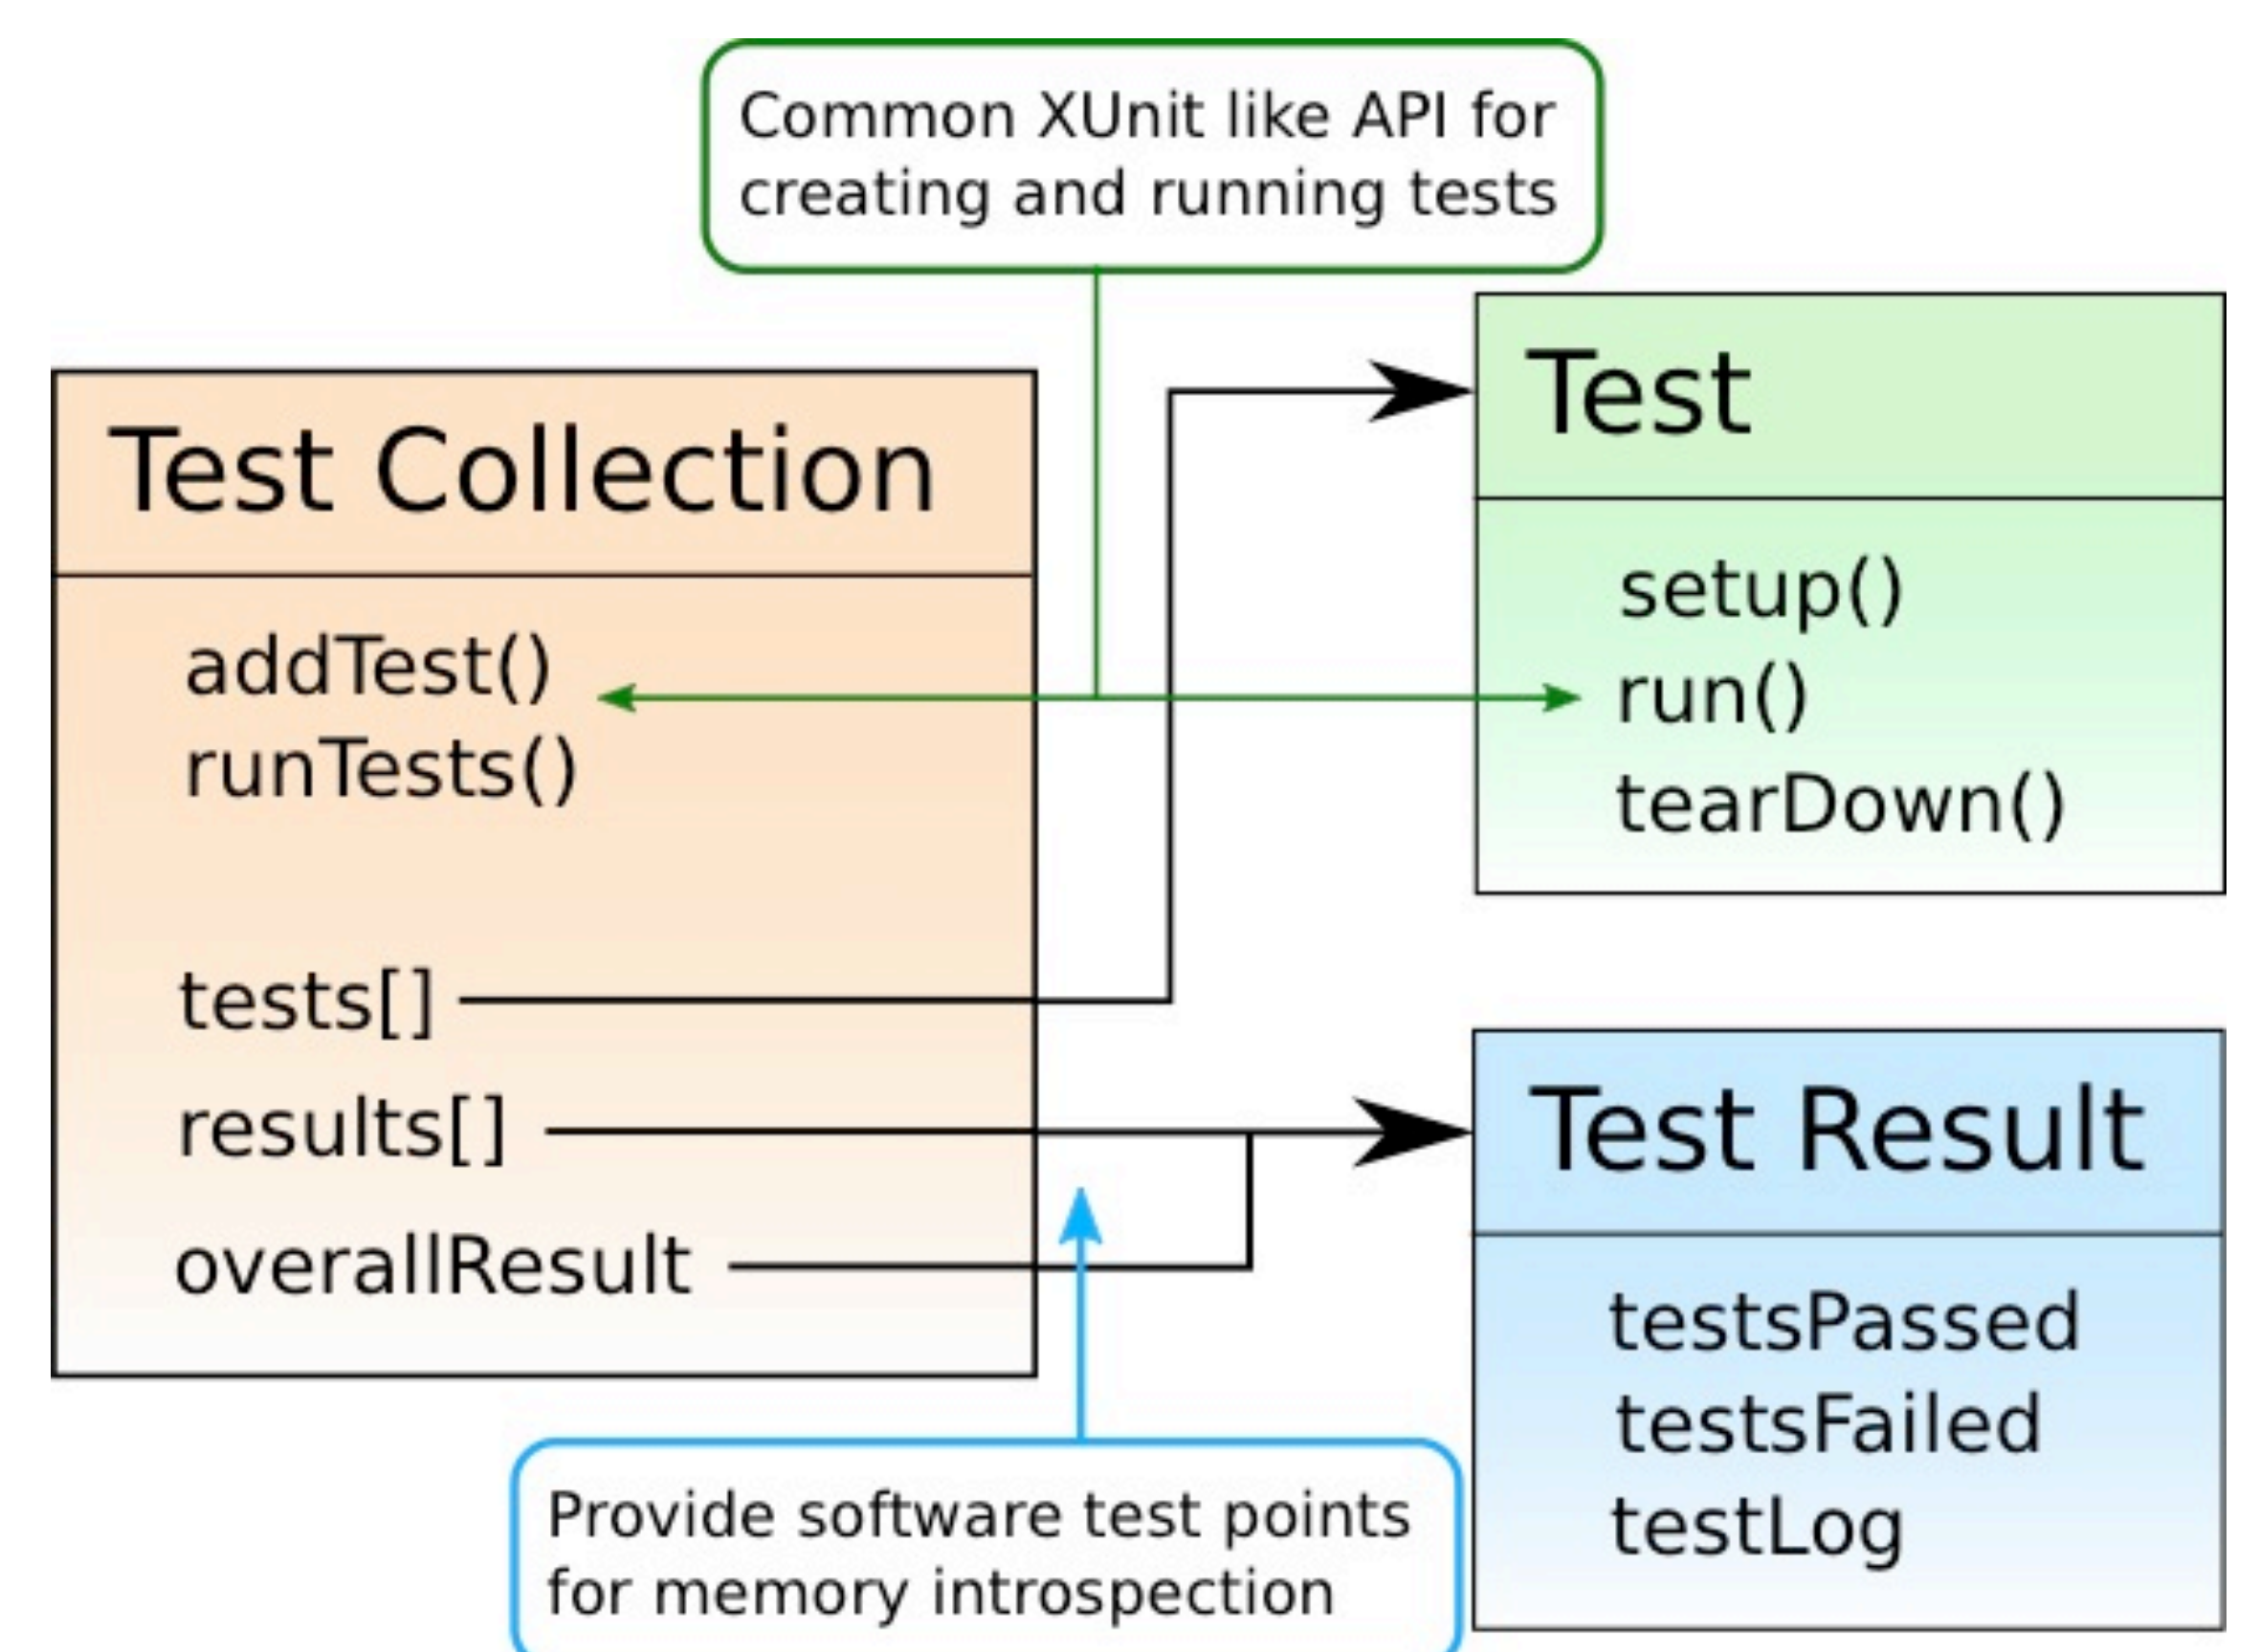 Common XUnit like API for
creating and running tests
Test Collection
addTest()
runTests()
tests[]
results[]
overallResult
Test
setup()
run()
tearDown()
Test Result
testsPassed
testsFailed
testLog
Provide software test points
for memory introspection